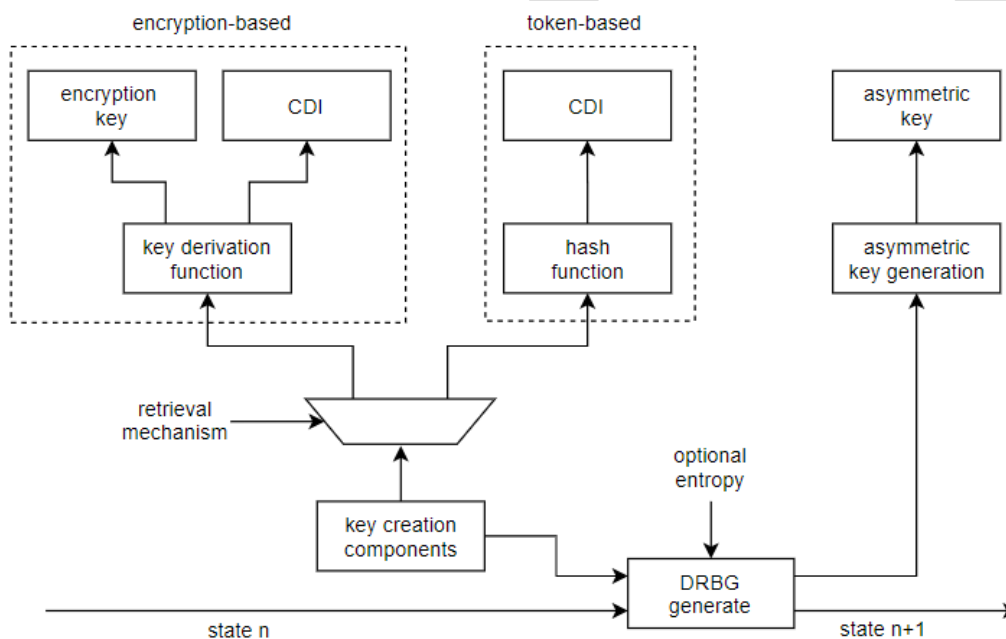 encryption-based
token-based
encryption
key
CDI
CDI
asymmetric
key
key derivation
function
hash
function
asymmetric
key generation
retrieval
mechanism
optional
entropy
key creation
components
DRBG
generate
state n
state n+1